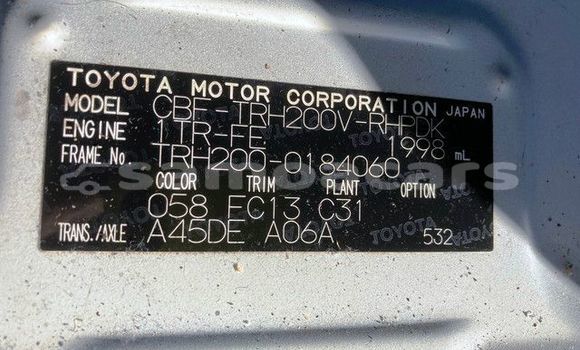 TOYOTA MOTOR CORPORATION JAPAN
MODEL CBF-TRH200V-RHPDK
ENGINE 1TR-FE 1998 mL
FRAME No. TRH200-0184060
COLOR TRIM PLANT OPTION
058 FC13 C31
TRANS./AXLE A45DE A06A 532